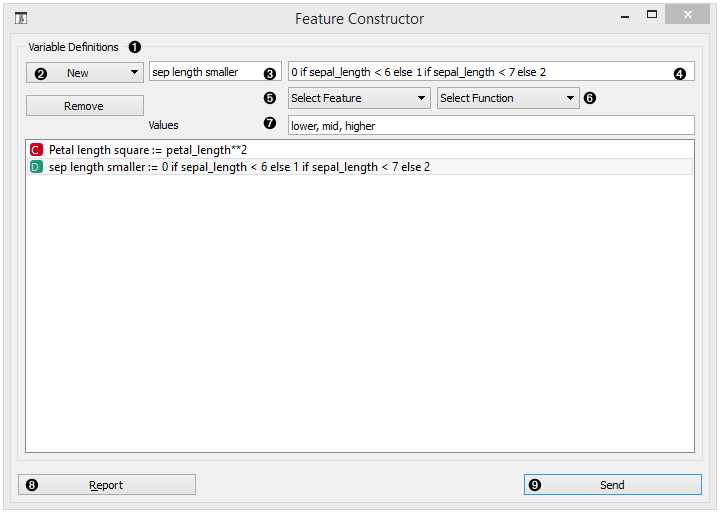 Feature Constructor
Variable Definitions ❶
❷ New sep length smaller ❸ 0 if sepal_length < 6 else 1 if sepal_length < 7 else 2 ❹
❺ Select Feature Select Function ❻
Remove
Values ❼ lower, mid, higher
C Petal length square := petal_length**2
D sep length smaller := 0 if sepal_length < 6 else 1 if sepal_length < 7 else 2
❽ Report ❾ Send